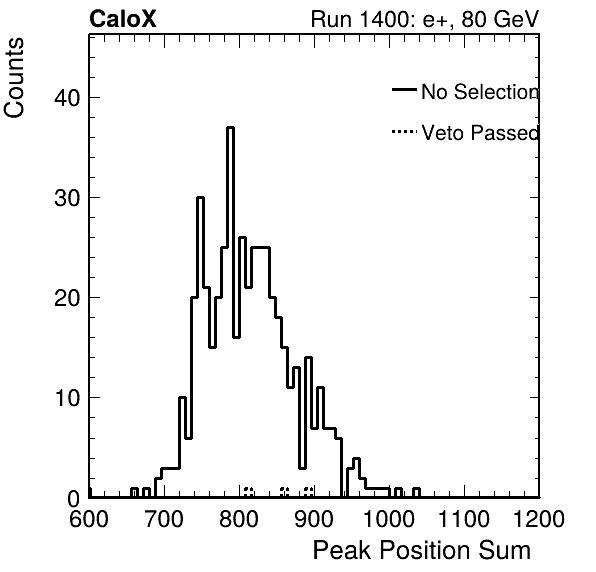 CaloX Run 1400: e+, 80 GeV
Counts
No Selection
Veto Passed
40
30
20
10
0
600 700 800 900 1000 1100 1200
Peak Position Sum